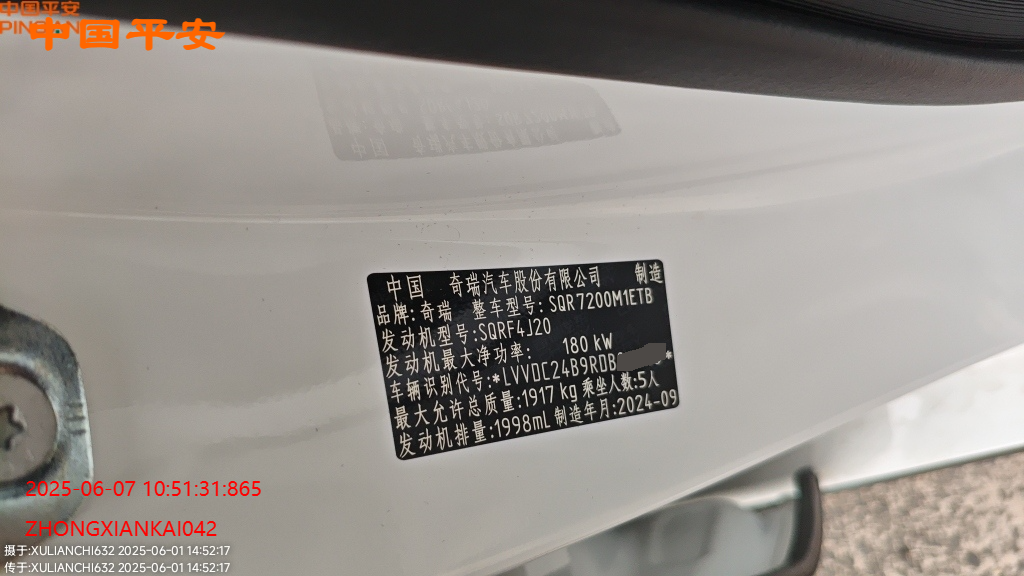 中国平安
PINGAN
中国平安
中国 奇瑞汽车股份有限公司 制造
品牌:奇瑞 整车型号:SQR7200M1ETB
发动机型号:SQRF4J20
发动机最大净功率: 180 kW
车辆识别代号:*LVVDC24B9RDB
最大允许总质量:1917 kg 乘坐人数:5人
发动机排量:1998mL 制造年月:2024-09
2025-06-07 10:51:31:865
ZHONGXIANKAI042
摄于:XULIANCHI632 2025-06-01 14:52:17
传于:XULIANCHI632 2025-06-01 14:52:17